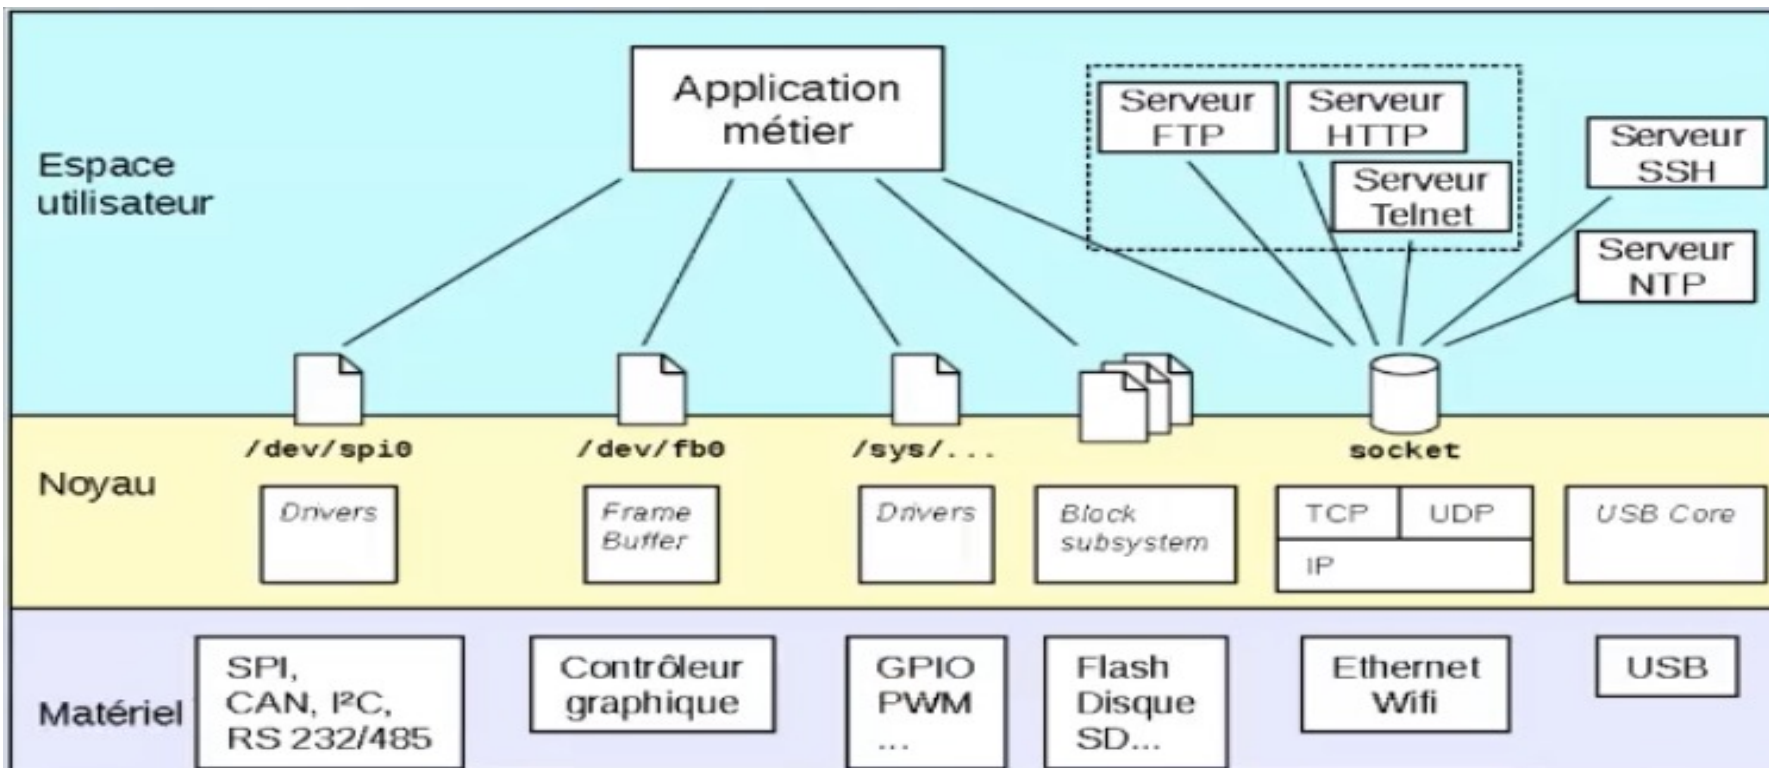 Application
métier
Serveur
FTP
Serveur
HTTP
Serveur
Telnet
Serveur
SSH
Serveur
NTP
Espace
utilisateur
/dev/spi0
/dev/fb0
/sys/...
socket
Noyau
Drivers
Frame
Buffer
Drivers
Block
subsystem
TCP
UDP
IP
USB Core
Matériel
SPI,
CAN, I²C,
RS 232/485
Contrôleur
graphique
GPIO
PWM
...
Flash
Disque
SD...
Ethernet
Wifi
USB